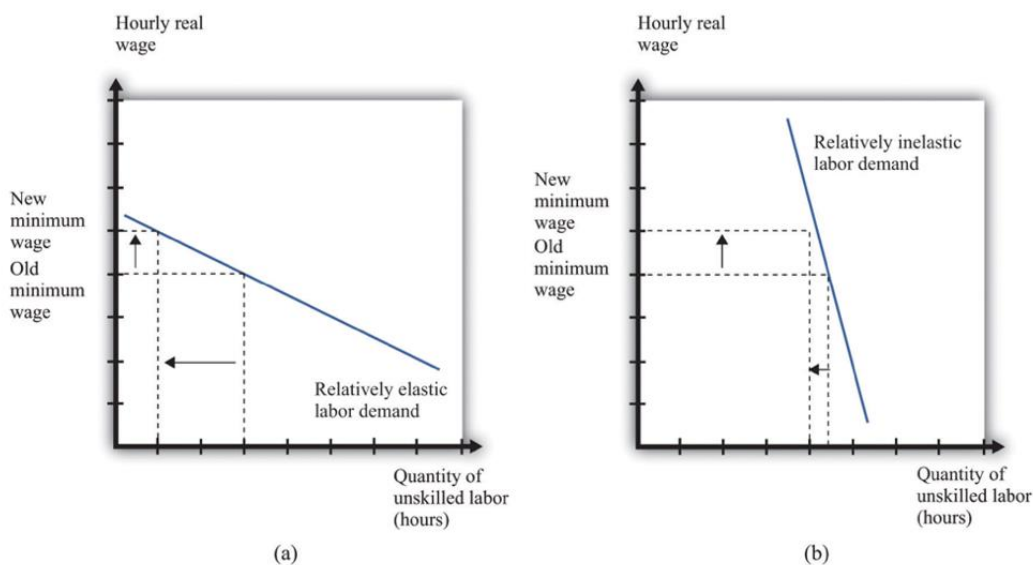 Hourly real
wage
New
minimum
wage
Old
minimum
wage
Relatively elastic
labor demand
Quantity of
unskilled labor
(hours)
(a)
Hourly real
wage
Relatively inelastic
labor demand
New
minimum
wage
Old
minimum
wage
Quantity of
unskilled labor
(hours)
(b)